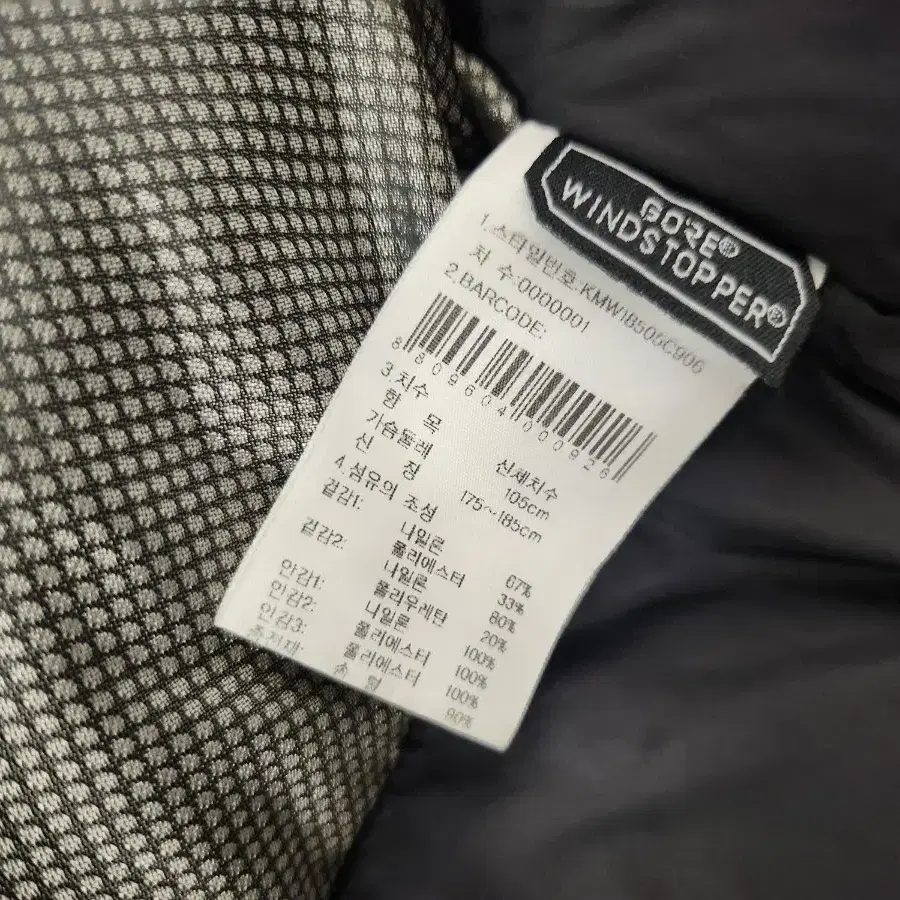 GORE®
WINDSTOPPER®
1.스타일번호:KMW18505C906
치 수:0000001
2.BARCODE:
8809604000926
3.치수
항 목 신체치수
가슴둘레 105cm
신 장 175~185cm
4.섬유의 조성
겉감1: 나일론 67%
폴리에스터 33%
겉감2: 나일론 80%
폴리우레탄 20%
안감1: 나일론 100%
안감2: 폴리에스터 100%
안감3: 폴리에스터 100%
충전재: 솜 털 90%